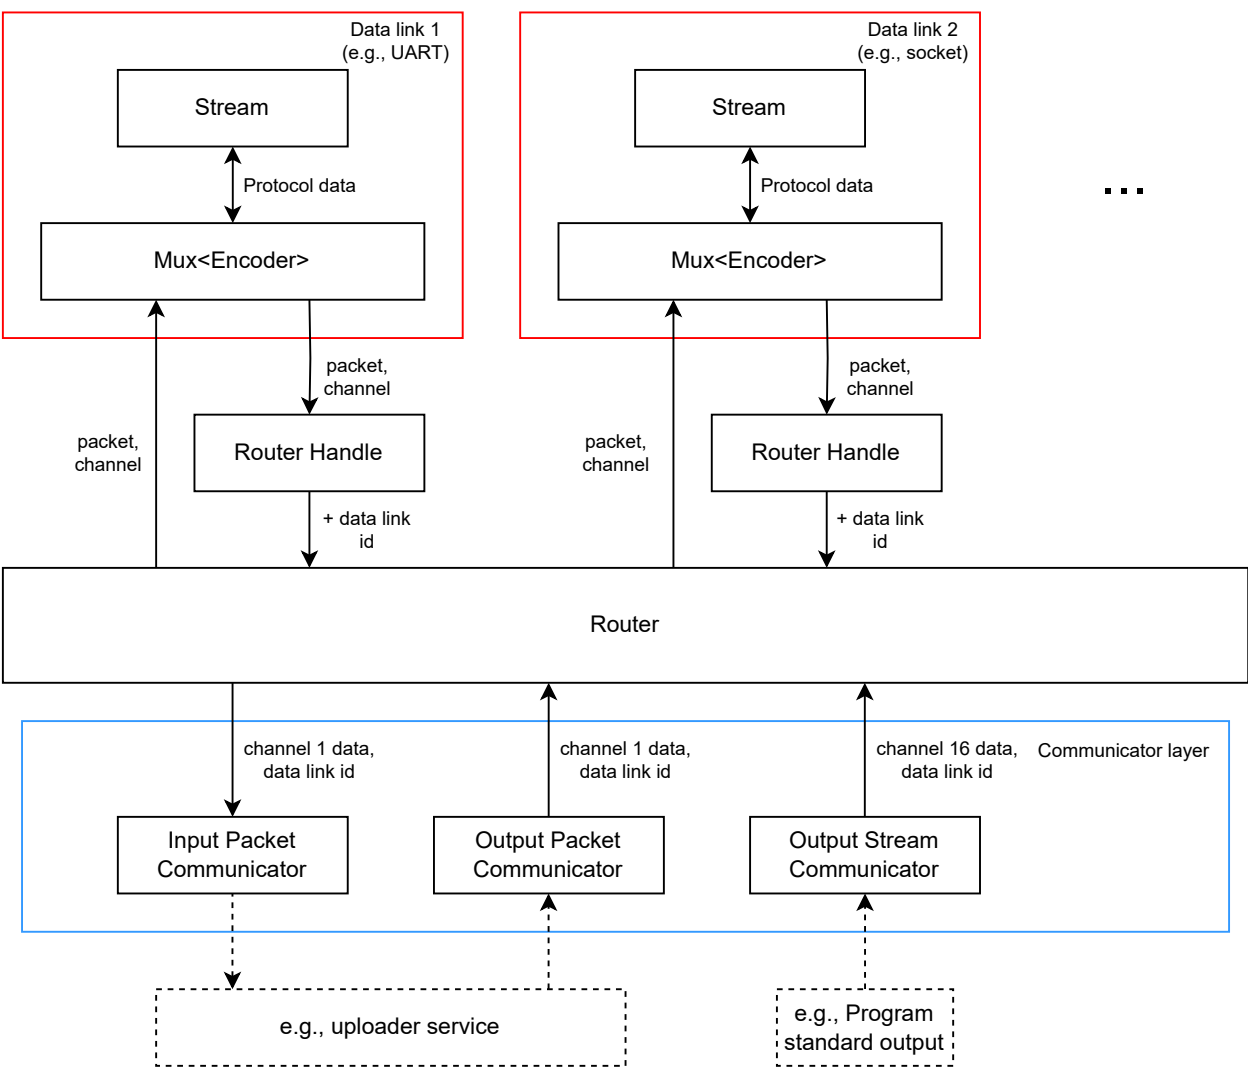 Data link 1
(e.g., UART)
Stream
Protocol data
Mux<Encoder>
packet,
channel
packet,
channel
Router Handle
+ data link
id
Data link 2
(e.g., socket)
Stream
Protocol data
Mux<Encoder>
packet,
channel
packet,
channel
Router Handle
+ data link
id
...
Router
channel 1 data,
data link id
channel 1 data,
data link id
channel 16 data,
data link id
Communicator layer
Input Packet
Communicator
Output Packet
Communicator
Output Stream
Communicator
e.g., uploader service
e.g., Program
standard output